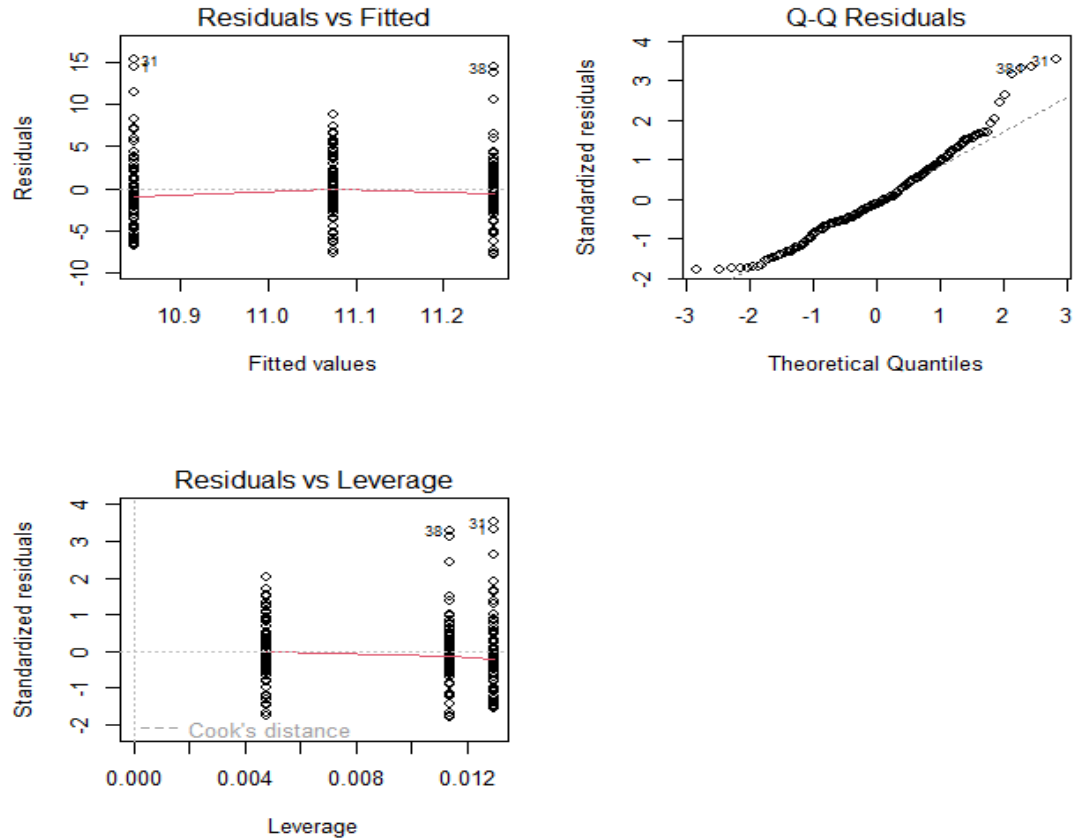 Residuals vs Fitted
Residuals
15
10
5
0
-5
-10
31
1
38
10.9 11.0 11.1 11.2
Fitted values
Q-Q Residuals
Standardized residuals
4
3
2
1
0
-1
-2
38 1 31
-3 -2 -1 0 1 2 3
Theoretical Quantiles
Residuals vs Leverage
Standardized residuals
4
3
2
1
0
-1
-2
38
31
1
Cook's distance
0.000 0.004 0.008 0.012
Leverage